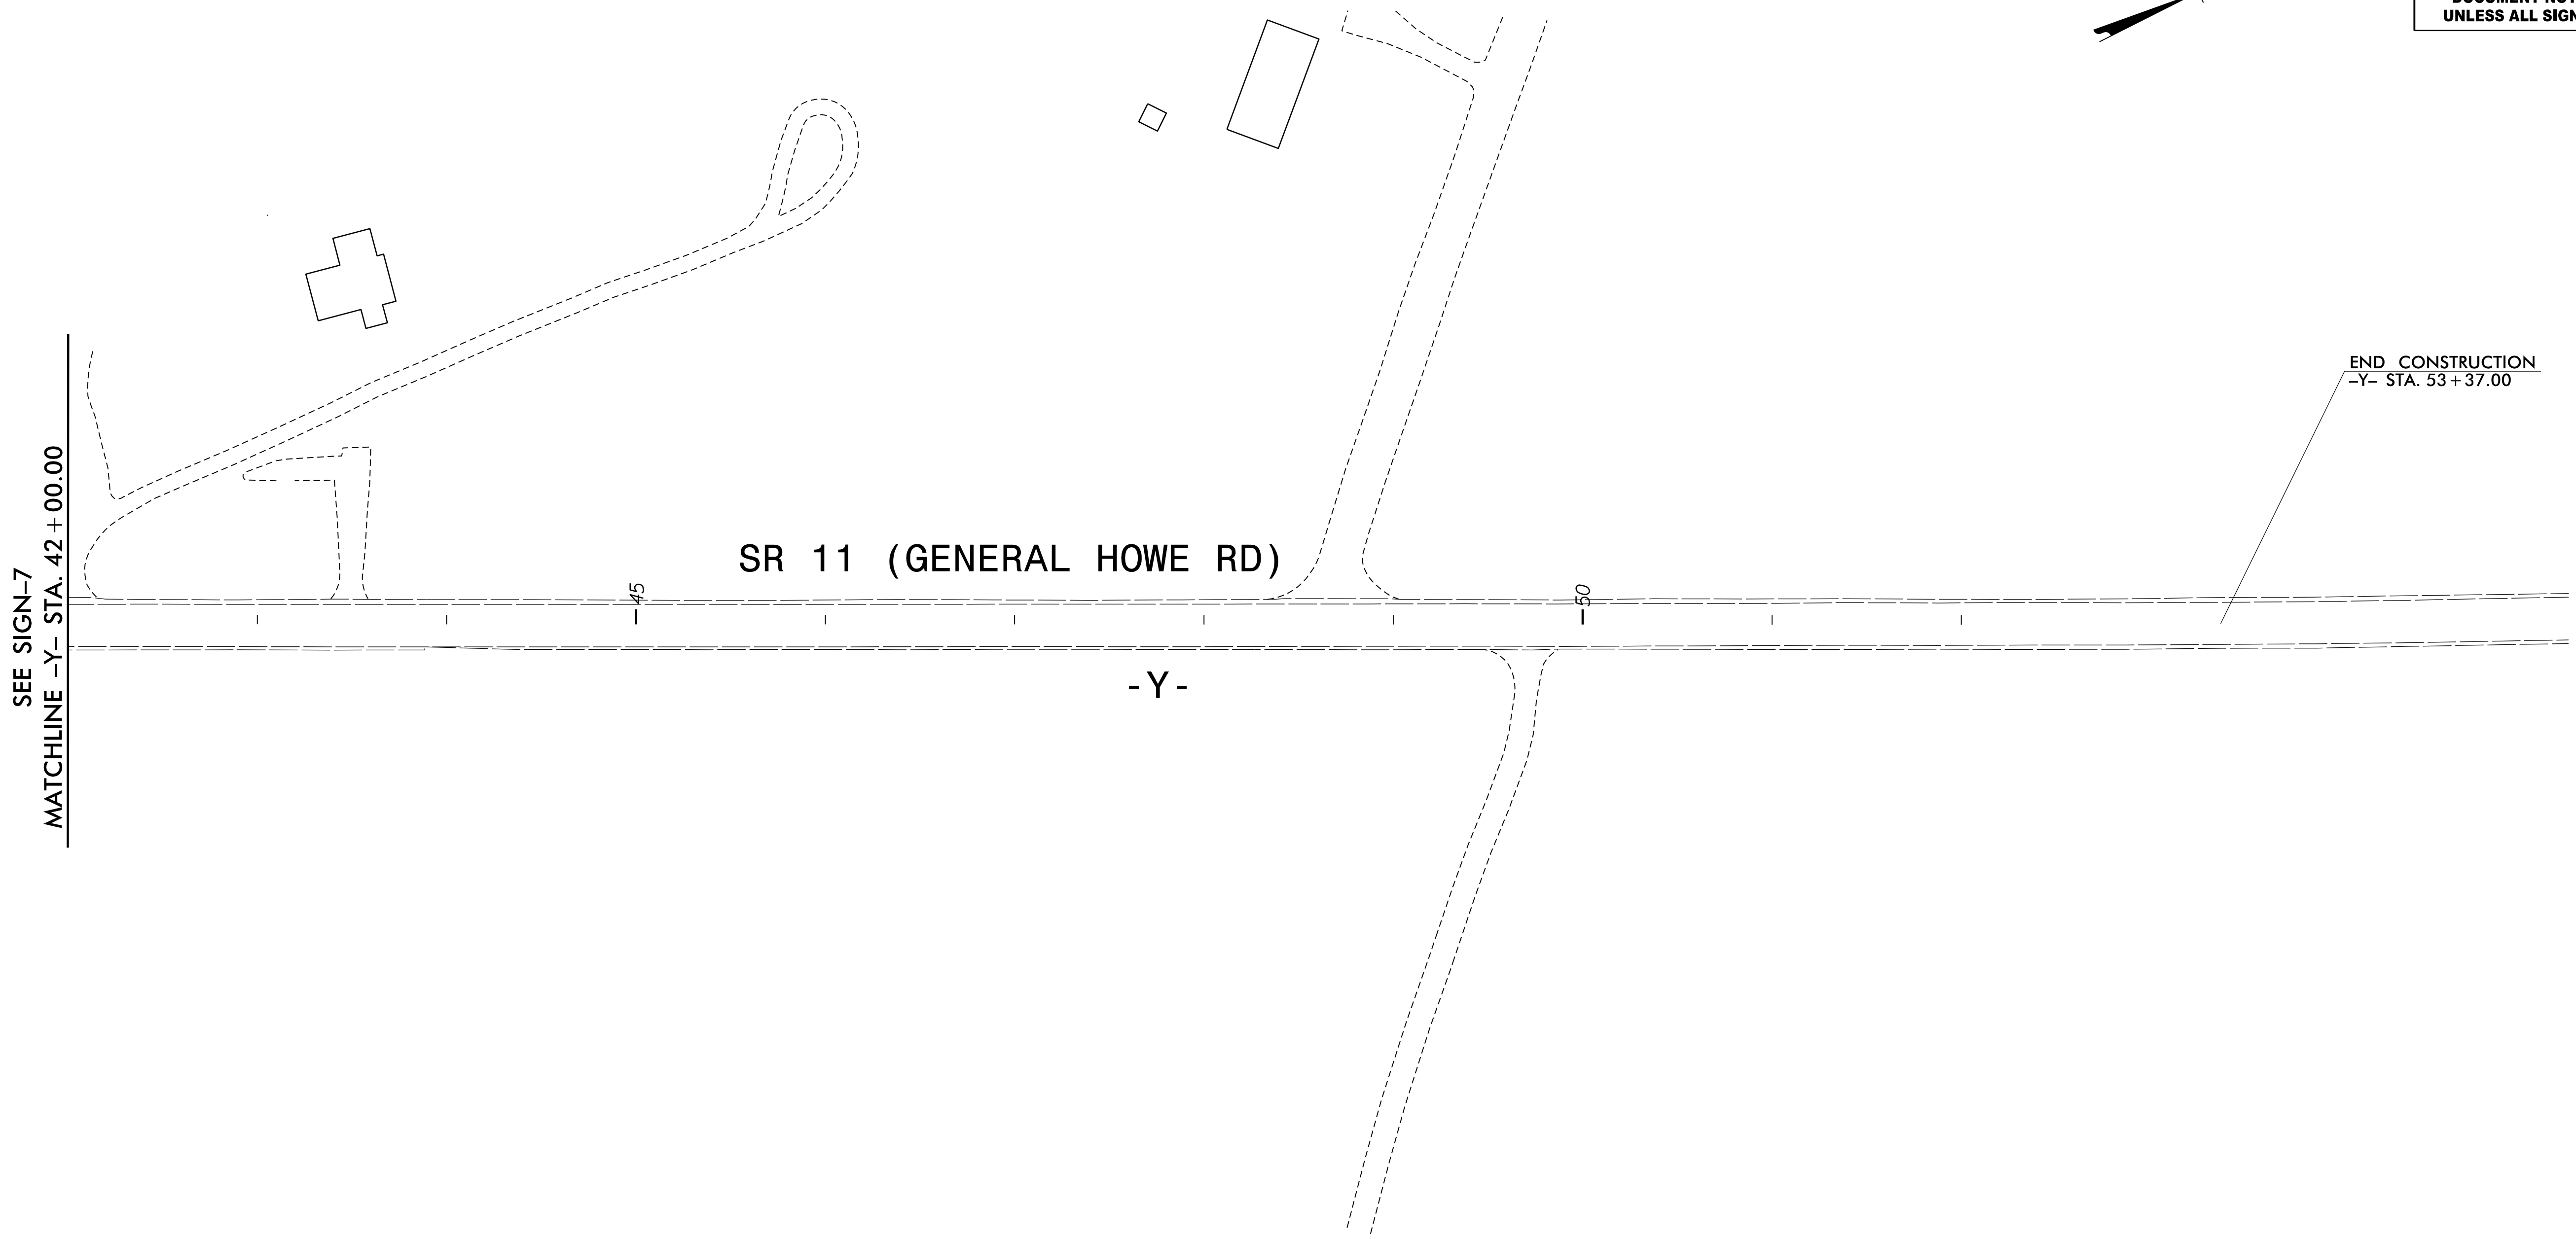 UNLESS ALL SIGN
END CONSTRUCTION
-Y- STA. 53+37.00
SEE SIGN-7
MATCHLINE -Y- STA. 42+00.00
SR 11 (GENERAL HOWE RD)
45
50
-Y-